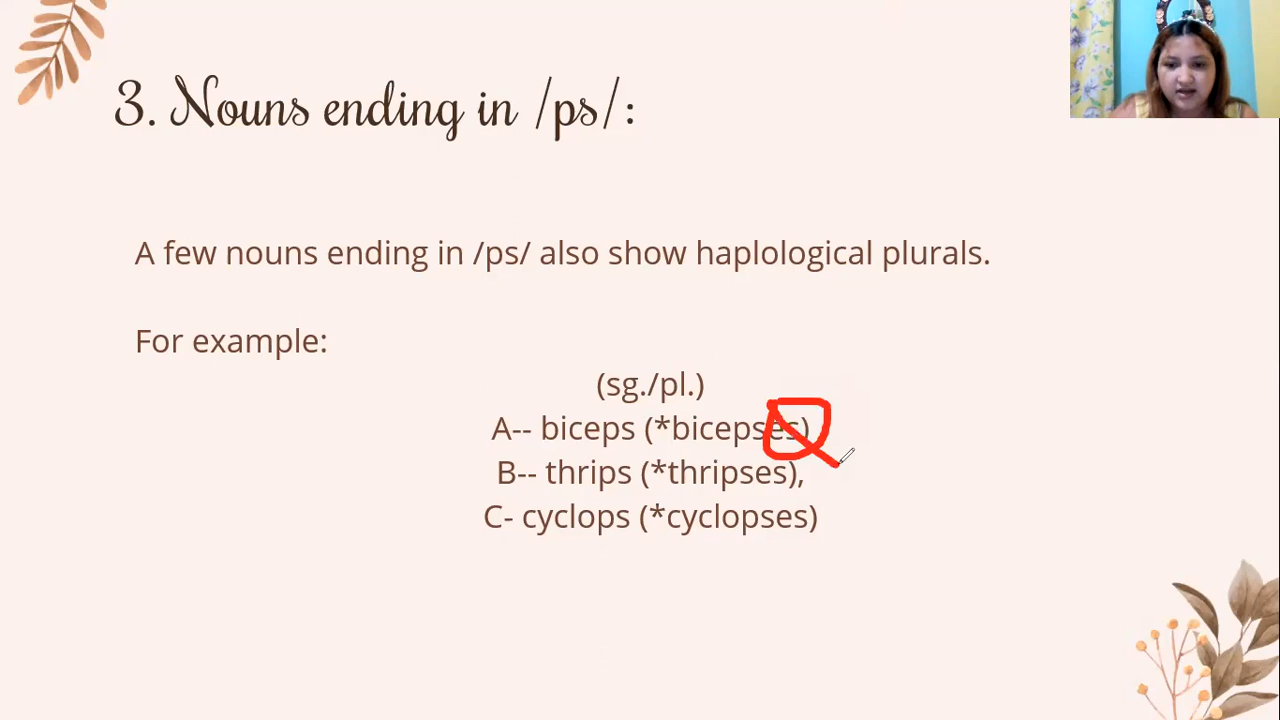 3. Nouns ending in /ps/:
A few nouns ending in /ps/ also show haplological plurals.
For example:
(sg./pl.)
A-- biceps (*bicepses)
B-- thrips (*thripses),
C- cyclops (*cyclopses)